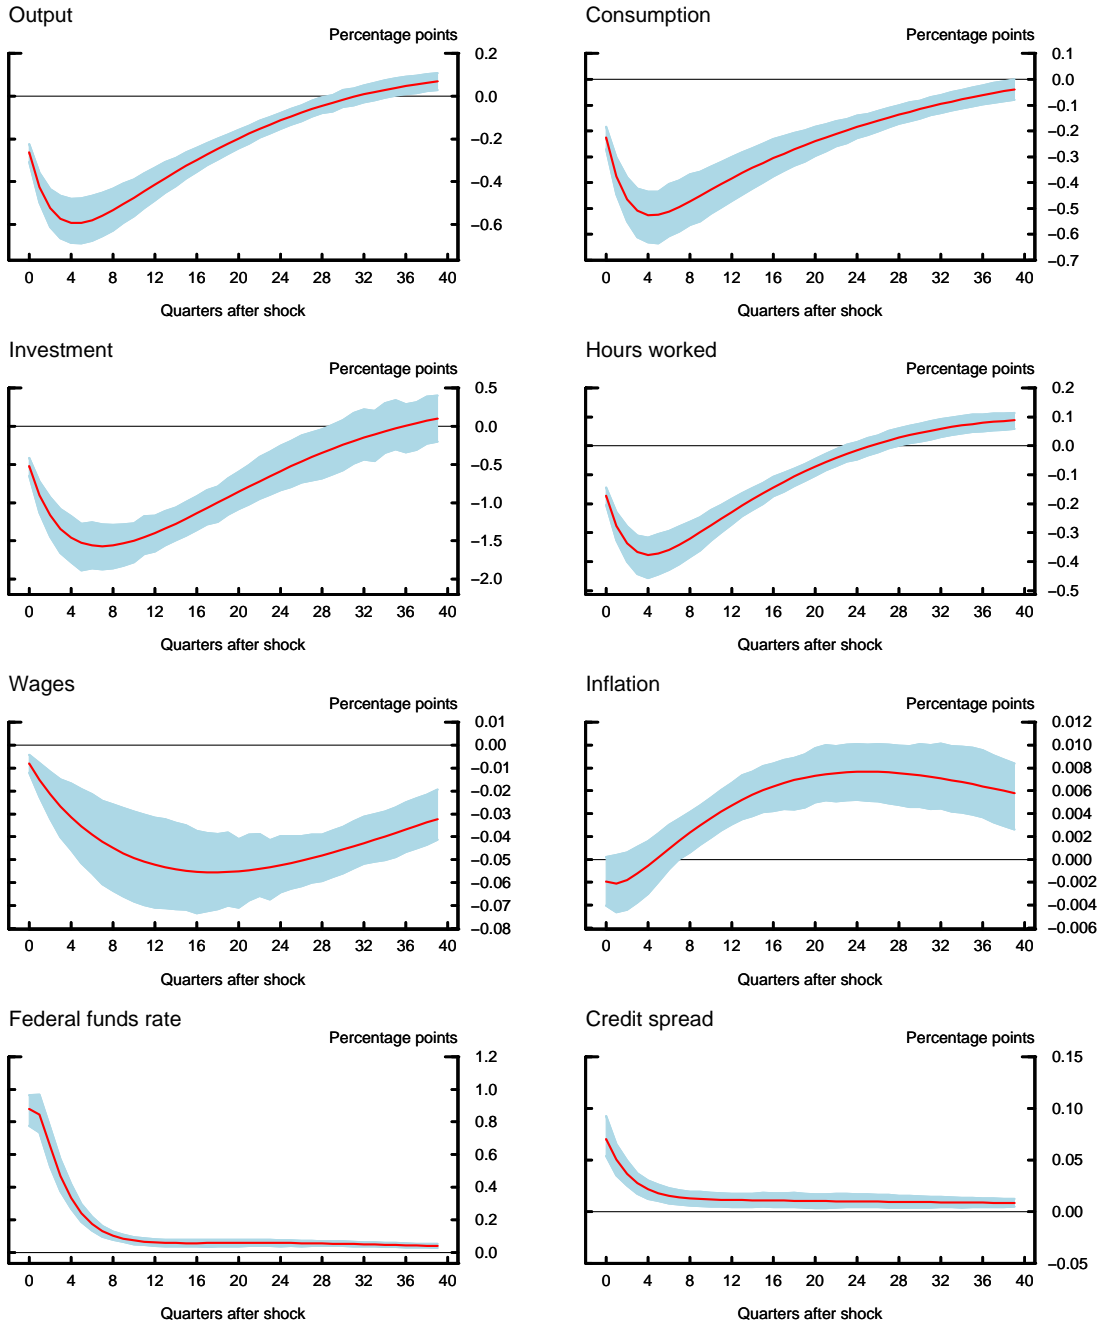 Output
Percentage points
0.2
0.0
−0.2
−0.4
−0.6
0 4 8 12 16 20 24 28 32 36 40
Quarters after shock
Consumption
Percentage points
0.1
0.0
−0.1
−0.2
−0.3
−0.4
−0.5
−0.6
−0.7
0 4 8 12 16 20 24 28 32 36 40
Quarters after shock
Investment
Percentage points
0.5
0.0
−0.5
−1.0
−1.5
−2.0
0 4 8 12 16 20 24 28 32 36 40
Quarters after shock
Hours worked
Percentage points
0.2
0.1
0.0
−0.1
−0.2
−0.3
−0.4
−0.5
0 4 8 12 16 20 24 28 32 36 40
Quarters after shock
Wages
Percentage points
0.01
0.00
−0.01
−0.02
−0.03
−0.04
−0.05
−0.06
−0.07
−0.08
0 4 8 12 16 20 24 28 32 36 40
Quarters after shock
Inflation
Percentage points
0.012
0.010
0.008
0.006
0.004
0.002
0.000
−0.002
−0.004
−0.006
0 4 8 12 16 20 24 28 32 36 40
Quarters after shock
Federal funds rate
Percentage points
1.2
1.0
0.8
0.6
0.4
0.2
0.0
0 4 8 12 16 20 24 28 32 36 40
Quarters after shock
Credit spread
Percentage points
0.15
0.10
0.05
0.00
−0.05
0 4 8 12 16 20 24 28 32 36 40
Quarters after shock